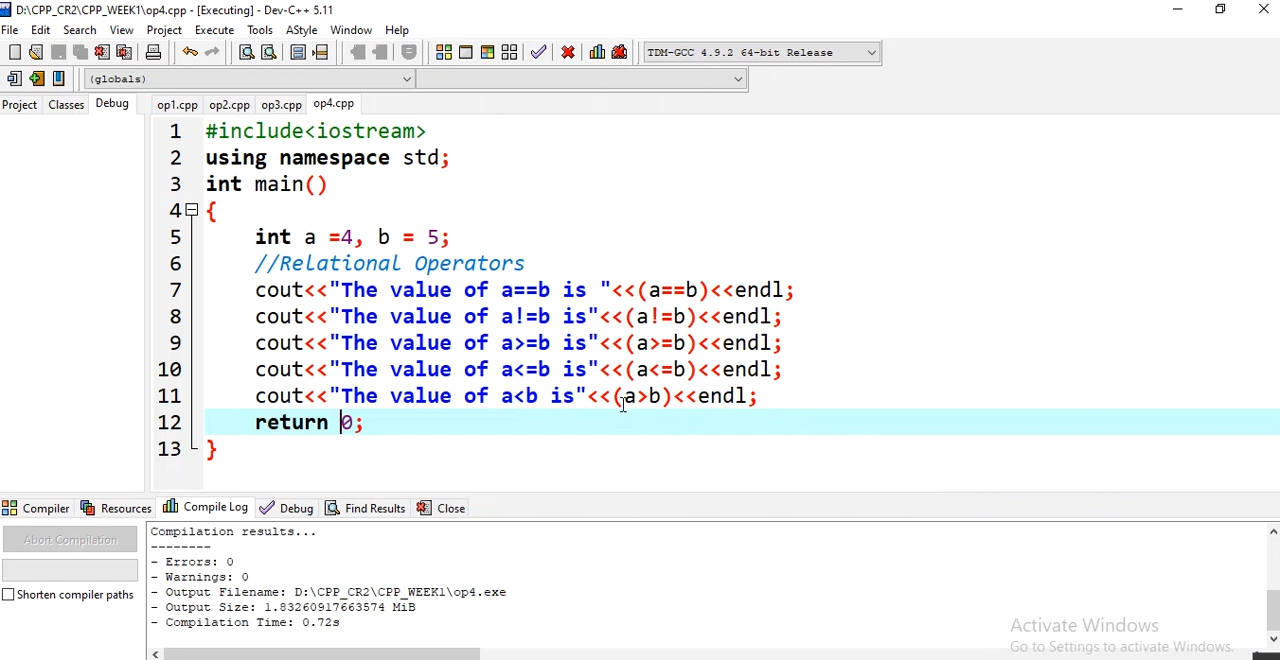 D:\CPP_CR2\CPP_WEEK1\op4.cpp - [Executing] - Dev-C++ 5.11
File Edit Search View Project Execute Tools AStyle Window Help
TDM-GCC 4.9.2 64-bit Release
(globals)
Project Classes Debug op1.cpp op2.cpp op3.cpp op4.cpp
1 #include<iostream>
2 using namespace std;
3 int main()
4 {
5 int a =4, b = 5;
6 //Relational Operators
7 cout<<"The value of a==b is "<<(a==b)<<endl;
8 cout<<"The value of a!=b is"<<(a!=b)<<endl;
9 cout<<"The value of a>=b is"<<(a>=b)<<endl;
10 cout<<"The value of a<=b is"<<(a<=b)<<endl;
11 cout<<"The value of a<b is"<<(a>b)<<endl;
12 return 0;
13 }
Compiler Resources Compile Log Debug Find Results Close
Abort Compilation
Shorten compiler paths
Compilation results...
--------
- Errors: 0
- Warnings: 0
- Output Filename: D:\CPP_CR2\CPP_WEEK1\op4.exe
- Output Size: 1.83260917663574 MiB
- Compilation Time: 0.72s
Activate Windows
Go to Settings to activate Windows.